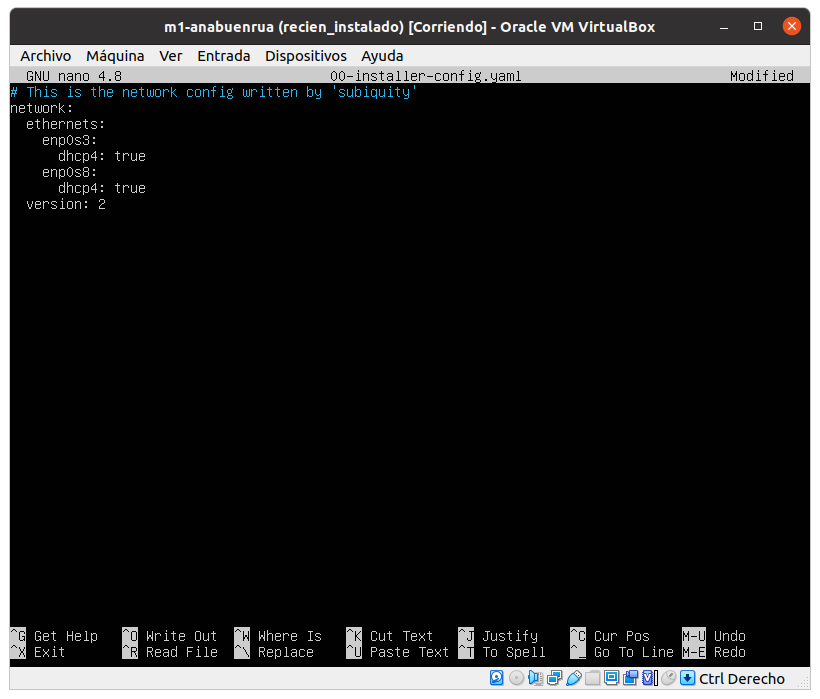 m1-anabuenrua (recien_instalado) [Corriendo] - Oracle VM VirtualBox
Archivo Máquina Ver Entrada Dispositivos Ayuda
GNU nano 4.8 00-installer-config.yaml Modified
# This is the network config written by 'subiquity'
network:
  ethernets:
    enp0s3:
      dhcp4: true
    enp0s8:
      dhcp4: true
  version: 2
^G Get Help ^O Write Out ^W Where Is ^K Cut Text ^J Justify ^C Cur Pos M-U Undo
^X Exit ^R Read File ^\ Replace ^U Paste Text ^T To Spell ^_ Go To Line M-E Redo
Ctrl Derecho